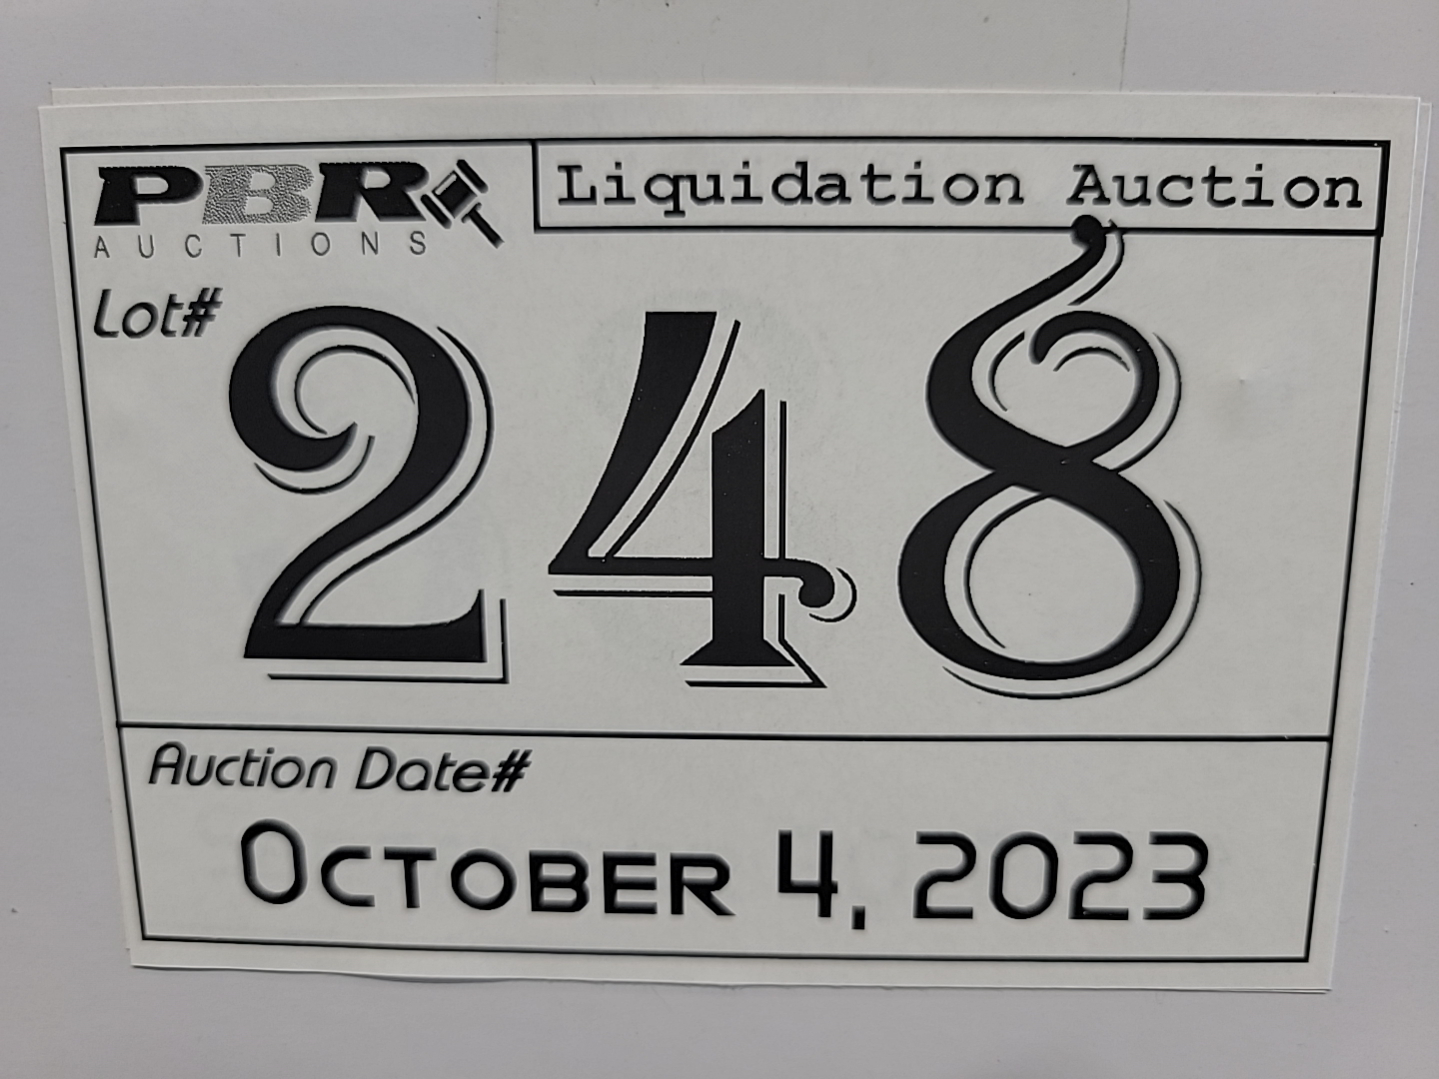 PBR
AUCTIONS
Liquidation Auction
Lot#
248
Auction Date#
OCTOBER 4, 2023